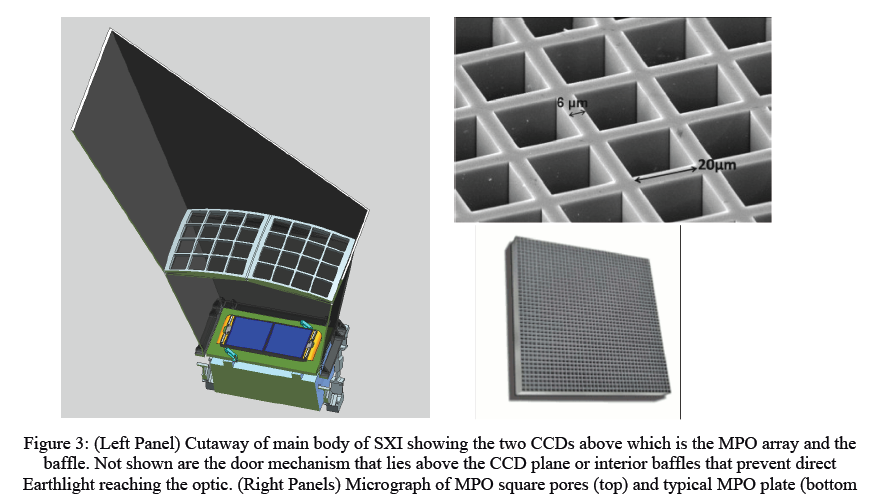 6 μm
20μm
Figure 3: (Left Panel) Cutaway of main body of SXI showing the two CCDs above which is the MPO array and the
baffle. Not shown are the door mechanism that lies above the CCD plane or interior baffles that prevent direct
Earthlight reaching the optic. (Right Panels) Micrograph of MPO square pores (top) and typical MPO plate (bottom